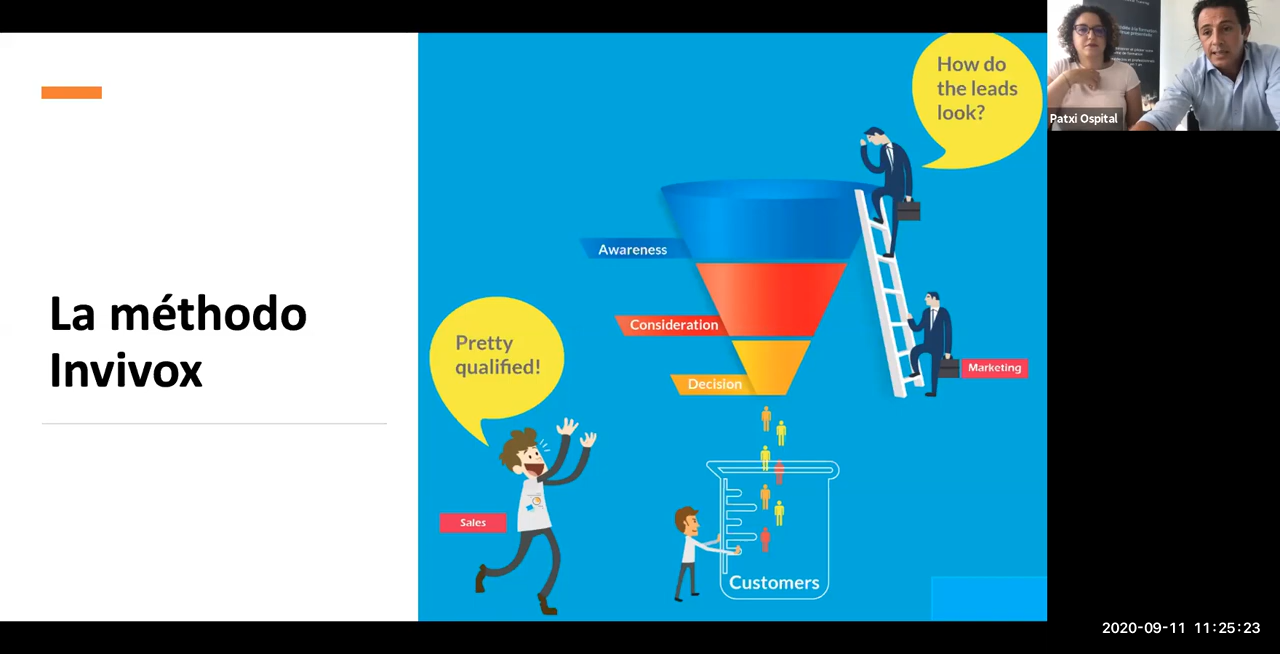 La méthodo
Invivox
How do
the leads
look?
Awareness
Consideration
Decision
Pretty
qualified!
Marketing
Sales
Customers
Patxi Ospital
2020-09-11 11:25:23